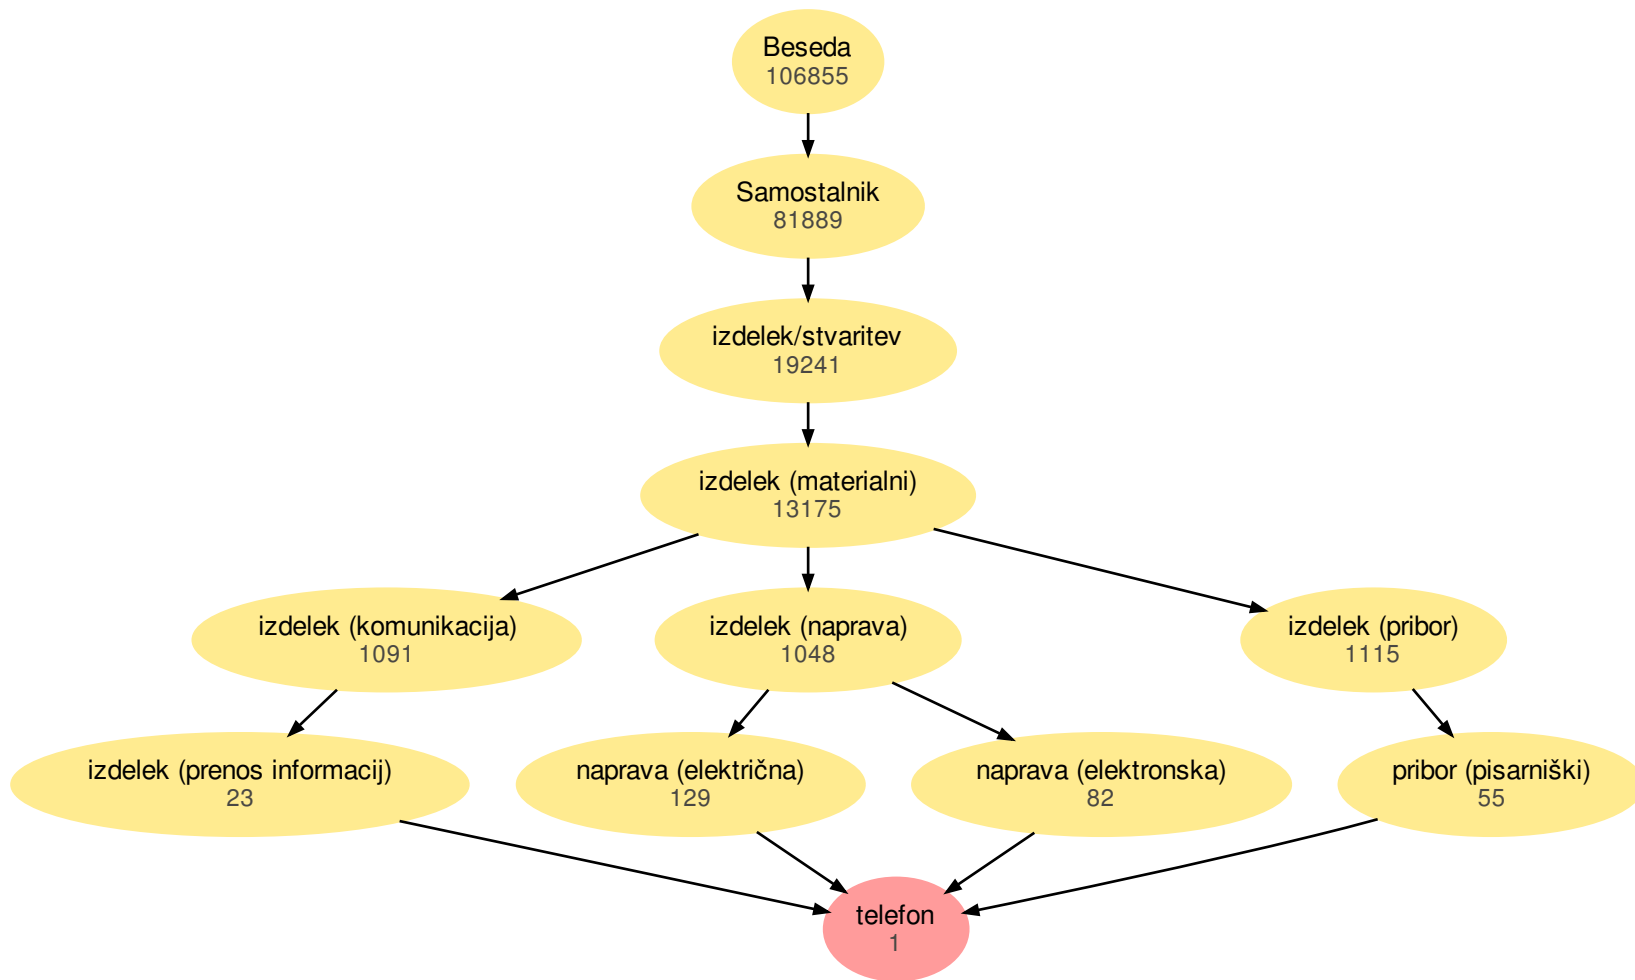 Beseda
106855
Samostalnik
81889
izdelek/stvaritev
19241
izdelek (materialni)
13175
izdelek (komunikacija)
1091
izdelek (naprava)
1048
izdelek (pribor)
1115
izdelek (prenos informacij)
23
naprava (električna)
129
naprava (elektronska)
82
pribor (pisarniški)
55
telefon
1